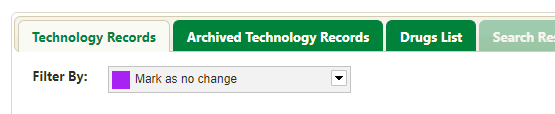 Technology Records Archived Technology Records Drugs List Search Res
Filter By: Mark as no change